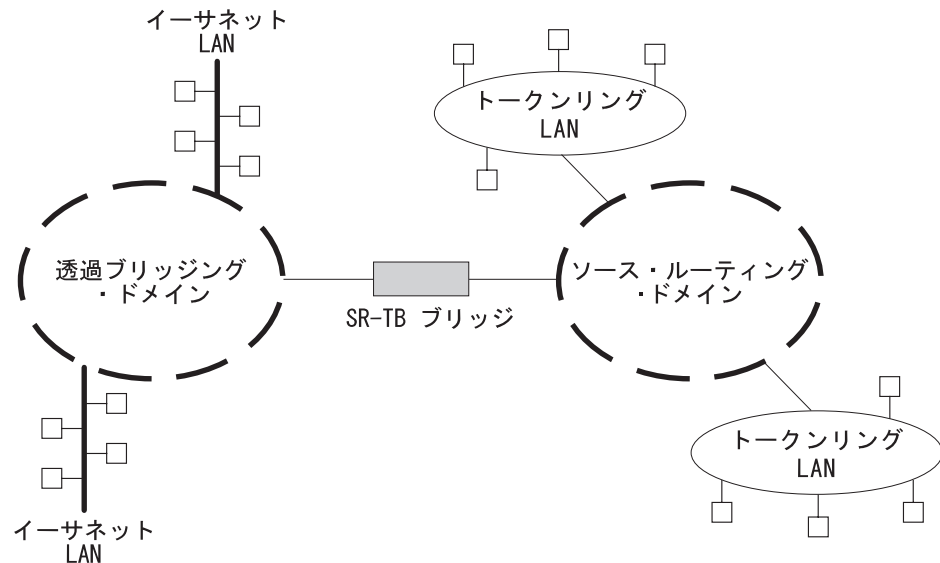 イーサネット
LAN
トークンリング
LAN
透過ブリッジング
・ドメイン
SR-TB ブリッジ
ソース・ルーティング
・ドメイン
トークンリング
LAN
イーサネット
LAN